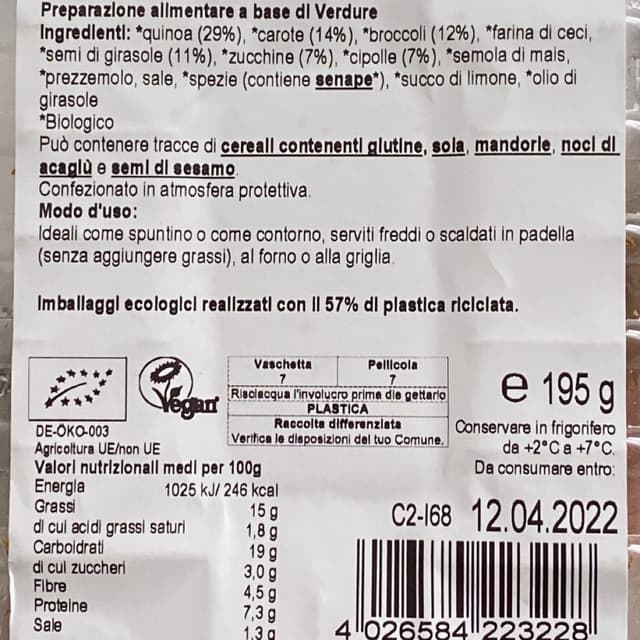 Preparazione alimentare a base di Verdure
Ingredienti: *quinoa (29%), *carote (14%), *broccoli (12%), *farina di ceci,
*semi di girasole (11%), *zucchine (7%), *cipolle (7%), *semola di mais,
*prezzemolo, sale, *spezie (contiene senape*), *succo di limone, *olio di
girasole
*Biologico
Può contenere tracce di cereali contenenti glutine, soia, mandorle, noci di
acagiù e semi di sesamo.
Confezionato in atmosfera protettiva.
Modo d'uso:
Ideali come spuntino o come contorno, serviti freddi o scaldati in padella
(senza aggiungere grassi), al forno o alla griglia.
Imballaggi ecologici realizzati con il 57% di plastica riciclata.
Vaschetta Pellicola
7 7
Risciacqua l'involucro prima die gettarlo
PLASTICA
Raccolta differenziata
Verifica le disposizioni del tuo Comune.
Vegan
e 195 g
DE-ÖKO-003
Agricoltura UE/non UE
Conservare in frigorifero
da +2°C a +7°C.
Da consumare entro:
C2-I68 12.04.2022
Valori nutrizionali medi per 100g
Energia 1025 kJ/ 246 kcal
Grassi 15 g
di cui acidi grassi saturi 1,8 g
Carboidrati 19 g
di cui zuccheri 3,0 g
Fibre 4,5 g
Proteine 7,3 g
Sale 1,3 g
4 026584 223228